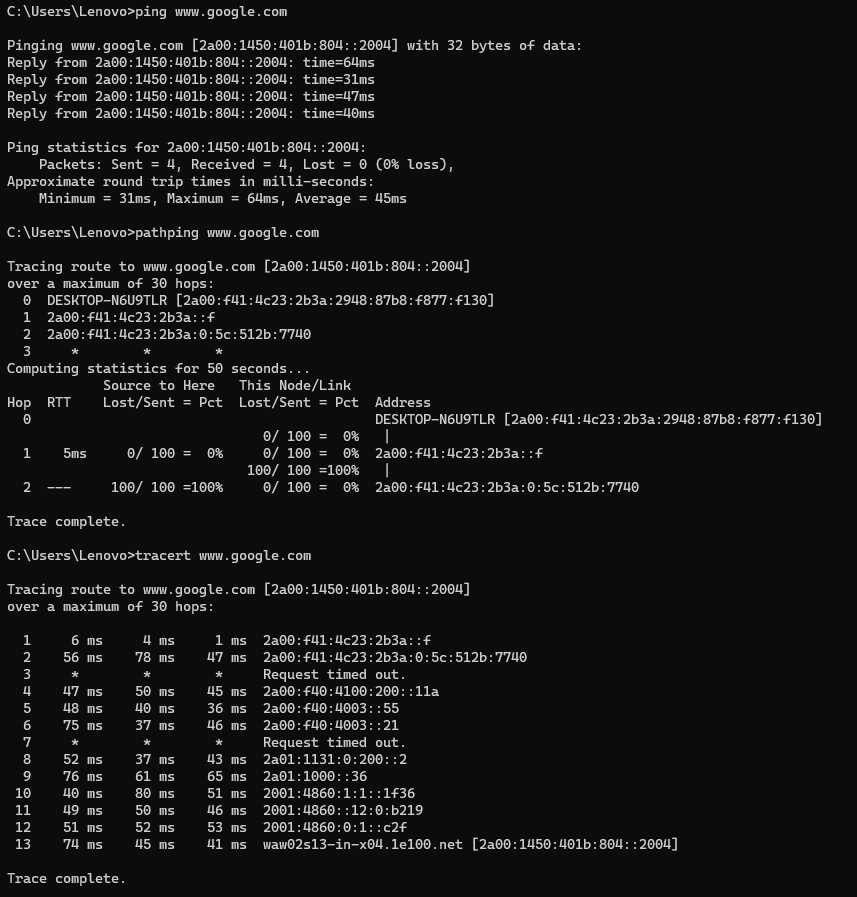 C:\Users\Lenovo>ping www.google.com

Pinging www.google.com [2a00:1450:401b:804::2004] with 32 bytes of data:
Reply from 2a00:1450:401b:804::2004: time=64ms
Reply from 2a00:1450:401b:804::2004: time=31ms
Reply from 2a00:1450:401b:804::2004: time=47ms
Reply from 2a00:1450:401b:804::2004: time=40ms

Ping statistics for 2a00:1450:401b:804::2004:
    Packets: Sent = 4, Received = 4, Lost = 0 (0% loss),
Approximate round trip times in milli-seconds:
    Minimum = 31ms, Maximum = 64ms, Average = 45ms

C:\Users\Lenovo>pathping www.google.com

Tracing route to www.google.com [2a00:1450:401b:804::2004]
over a maximum of 30 hops:
  0  DESKTOP-N6U9TLR [2a00:f41:4c23:2b3a:2948:87b8:f877:f130]
  1  2a00:f41:4c23:2b3a::f
  2  2a00:f41:4c23:2b3a:0:5c:512b:7740
  3     *        *        *
Computing statistics for 50 seconds...
            Source to Here   This Node/Link
Hop  RTT    Lost/Sent = Pct  Lost/Sent = Pct  Address
  0                                           DESKTOP-N6U9TLR [2a00:f41:4c23:2b3a:2948:87b8:f877:f130]
                                0/ 100 =  0%   |
  1    5ms     0/ 100 =  0%     0/ 100 =  0%  2a00:f41:4c23:2b3a::f
                              100/ 100 =100%   |
  2  ---     100/ 100 =100%     0/ 100 =  0%  2a00:f41:4c23:2b3a:0:5c:512b:7740

Trace complete.

C:\Users\Lenovo>tracert www.google.com

Tracing route to www.google.com [2a00:1450:401b:804::2004]
over a maximum of 30 hops:

  1     6 ms     4 ms     1 ms  2a00:f41:4c23:2b3a::f
  2    56 ms    78 ms    47 ms  2a00:f41:4c23:2b3a:0:5c:512b:7740
  3     *        *        *     Request timed out.
  4    47 ms    50 ms    45 ms  2a00:f40:4100:200::11a
  5    48 ms    40 ms    36 ms  2a00:f40:4003::55
  6    75 ms    37 ms    46 ms  2a00:f40:4003::21
  7     *        *        *     Request timed out.
  8    52 ms    37 ms    43 ms  2a01:1131:0:200::2
  9    76 ms    61 ms    65 ms  2a01:1000::36
 10    40 ms    80 ms    51 ms  2001:4860:1:1::1f36
 11    49 ms    50 ms    46 ms  2001:4860::12:0:b219
 12    51 ms    52 ms    53 ms  2001:4860:0:1::c2f
 13    74 ms    45 ms    41 ms  waw02s13-in-x04.1e100.net [2a00:1450:401b:804::2004]

Trace complete.